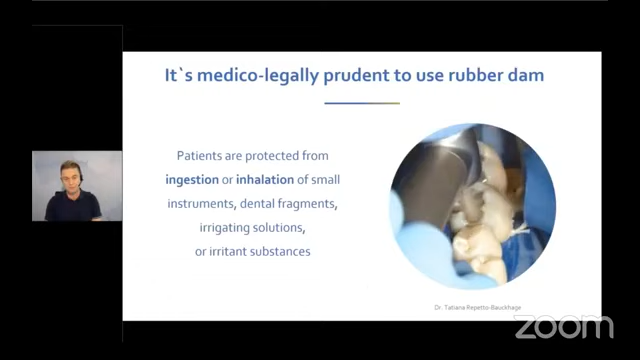 It`s medico-legally prudent to use rubber dam
Patients are protected from
ingestion or inhalation of small
instruments, dental fragments,
irrigating solutions,
or irritant substances
Dr. Tatiana Repetto-Bauckhage
zoom